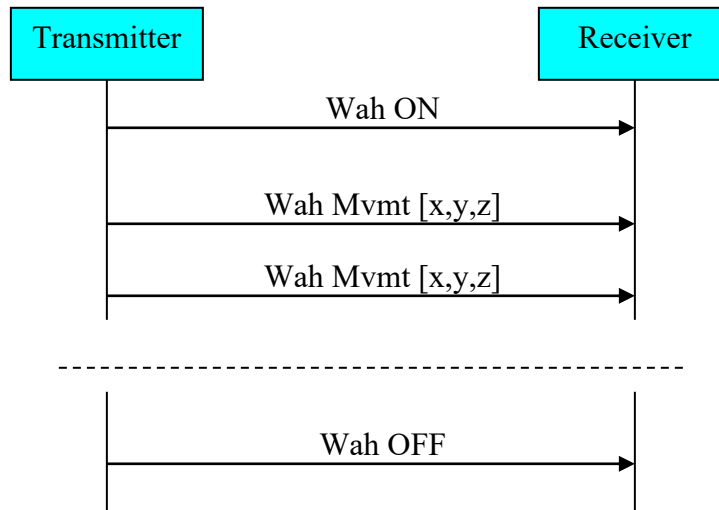 Transmitter
Receiver
Wah ON
Wah Mvmt [x,y,z]
Wah Mvmt [x,y,z]
Wah OFF